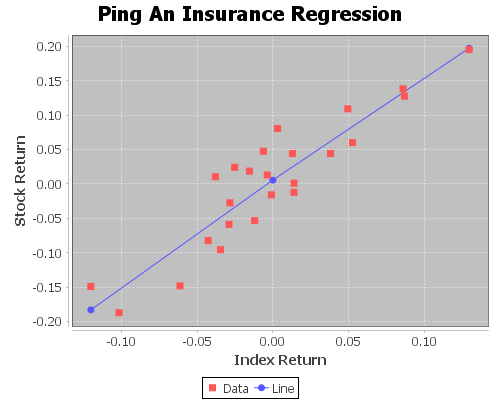 Ping An Insurance Regression
Stock Return
0.20
0.15
0.10
0.05
0.00
-0.05
-0.10
-0.15
-0.20
-0.10 -0.05 0.00 0.05 0.10
Index Return
Data Line